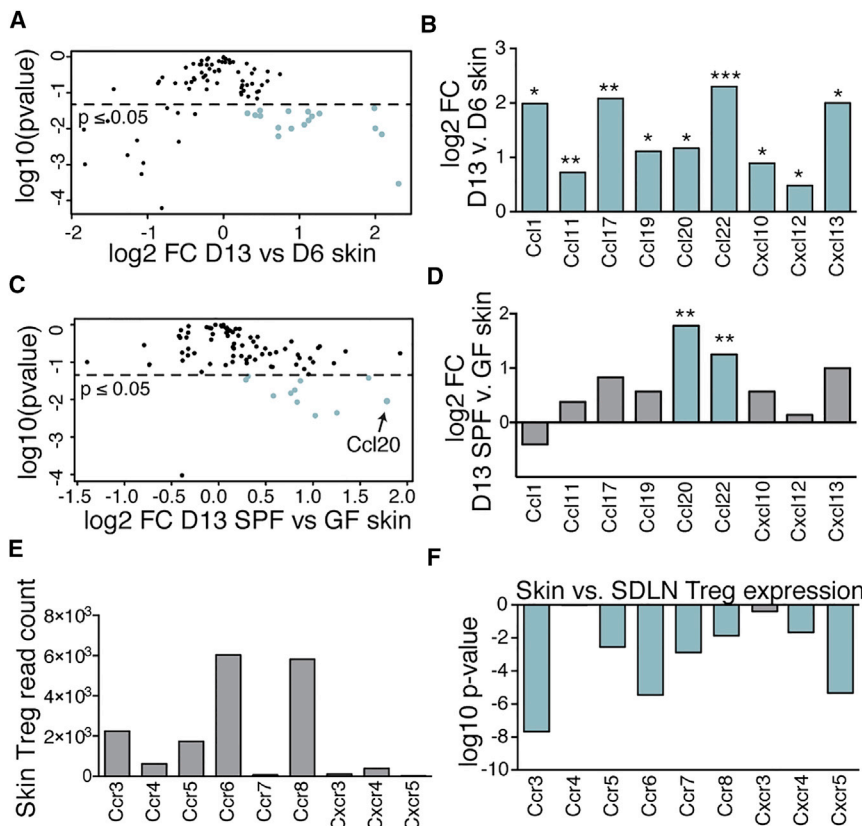 A
log10(pvalue)
0
-1
-2
-3
-4
p ≤ 0.05
-2
-1
0
1
2
log2 FC D13 vs D6 skin
B
log2 FC
D13 v. D6 skin
3
2
1
0
*
**
**
*
*
***
*
*
*
Ccl1
Ccl11
Ccl17
Ccl19
Ccl20
Ccl22
Cxcl10
Cxcl12
Cxcl13
C
log10(pvalue)
0
-1
-2
-3
-4
p ≤ 0.05
Ccl20
-1.5
-1.0
-0.5
0.0
0.5
1.0
1.5
2.0
log2 FC D13 SPF vs GF skin
D
log2 FC
D13 SPF v. GF skin
2
1
0
**
**
Ccl1
Ccl11
Ccl17
Ccl19
Ccl20
Ccl22
Cxcl10
Cxcl12
Cxcl13
E
Skin Treg read count
8×10³
6×10³
4×10³
2×10³
0
Ccr3
Ccr4
Ccr5
Ccr6
Ccr7
Ccr8
Cxcr3
Cxcr4
Cxcr5
F
Skin vs. SDLN Treg expression
log10 p-value
0
-2
-4
-6
-8
-10
Ccr3
Ccr4
Ccr5
Ccr6
Ccr7
Ccr8
Cxcr3
Cxcr4
Cxcr5